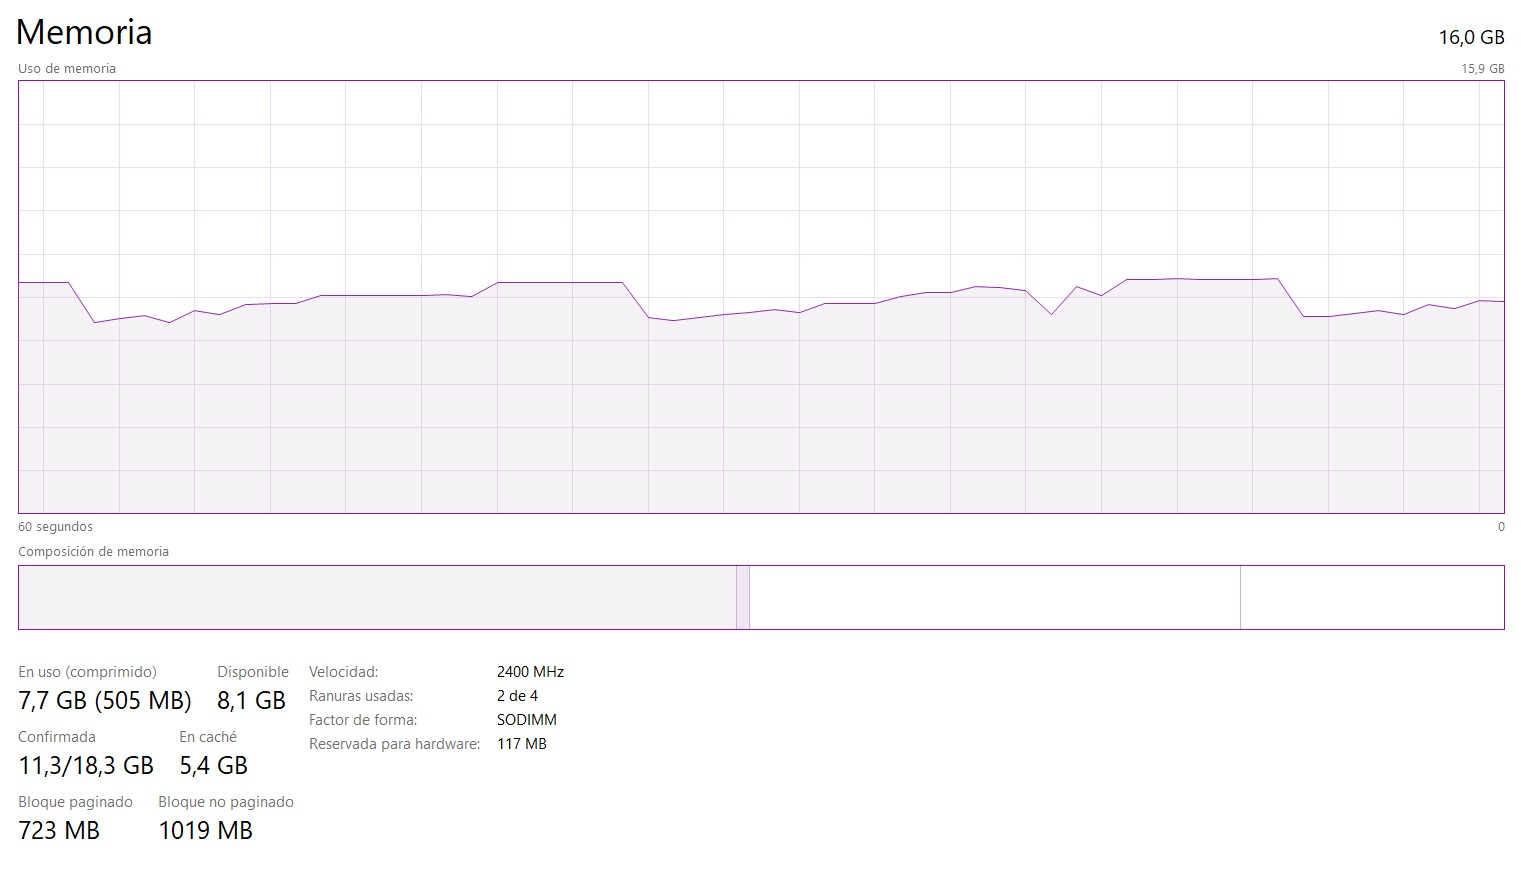 Memoria
16,0 GB
Uso de memoria
15,9 GB
60 segundos
0
Composición de memoria
En uso (comprimido)
Disponible
7,7 GB (505 MB)
8,1 GB
Confirmada
En caché
11,3/18,3 GB
5,4 GB
Bloque paginado
Bloque no paginado
723 MB
1019 MB
Velocidad:
2400 MHz
Ranuras usadas:
2 de 4
Factor de forma:
SODIMM
Reservada para hardware:
117 MB